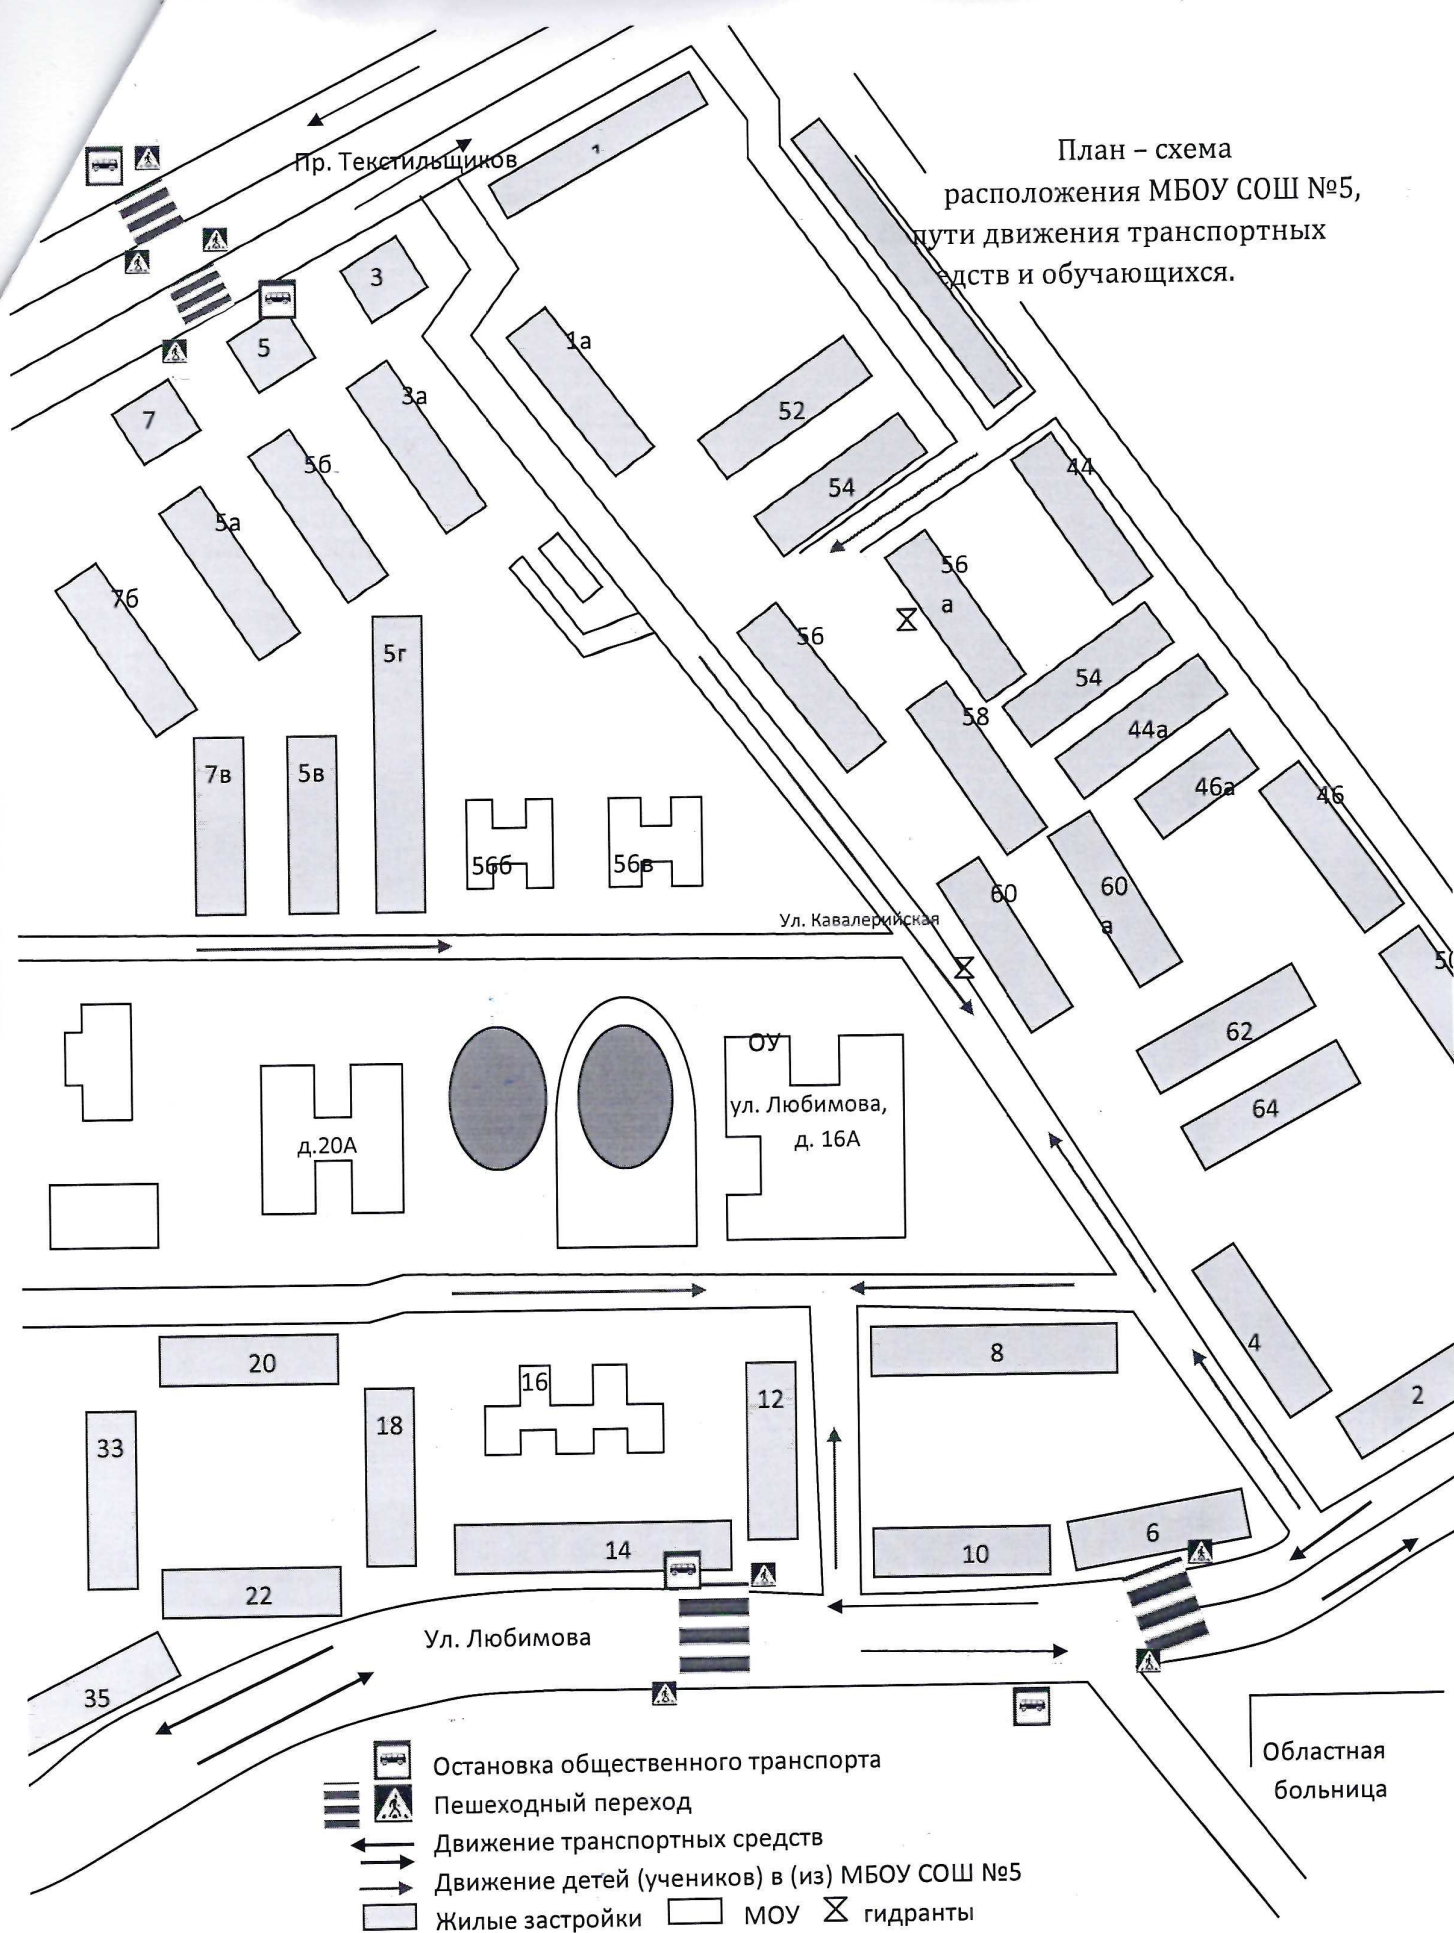 План – схема
расположения МБОУ СОШ №5,
пути движения транспортных
едств и обучающихся.
Пр. Текстильщиков
1
3
5
7
1а
3а
5б
5а
7б
5г
7в
5в
52
54
44
56
а
56
54
58
44а
46а
46
56б
56в
60
60
а
Ул. Кавалерийская
62
64
ОУ
ул. Любимова,
д. 16А
д.20А
20
16
12
8
4
2
33
18
14
10
6
22
35
Ул. Любимова
Областная
больница
Остановка общественного транспорта
Пешеходный переход
Движение транспортных средств
Движение детей (учеников) в (из) МБОУ СОШ №5
Жилые застройки МОУ гидранты